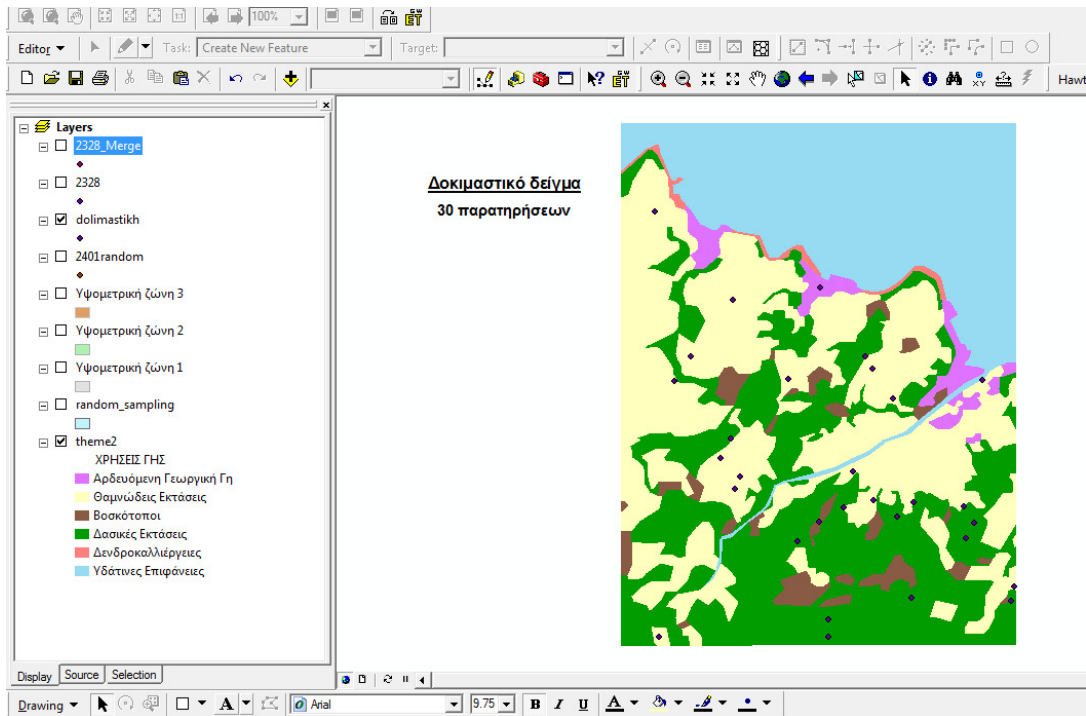 100%
Editor Task: Create New Feature Target:
Hawt
Layers
2328_Merge
2328
dolimastikh
2401random
Υψομετρική ζώνη 3
Υψομετρική ζώνη 2
Υψομετρική ζώνη 1
random_sampling
theme2
ΧΡΗΣΕΙΣ ΓΗΣ
Αρδευόμενη Γεωργική Γη
Θαμνώδεις Εκτάσεις
Βοσκότοποι
Δασικές Εκτάσεις
Δενδροκαλλιέργειες
Υδάτινες Επιφάνειες
Δοκιμαστικό δείγμα
30 παρατηρήσεων
Display Source Selection
Drawing A Arial 9.75 B I U A